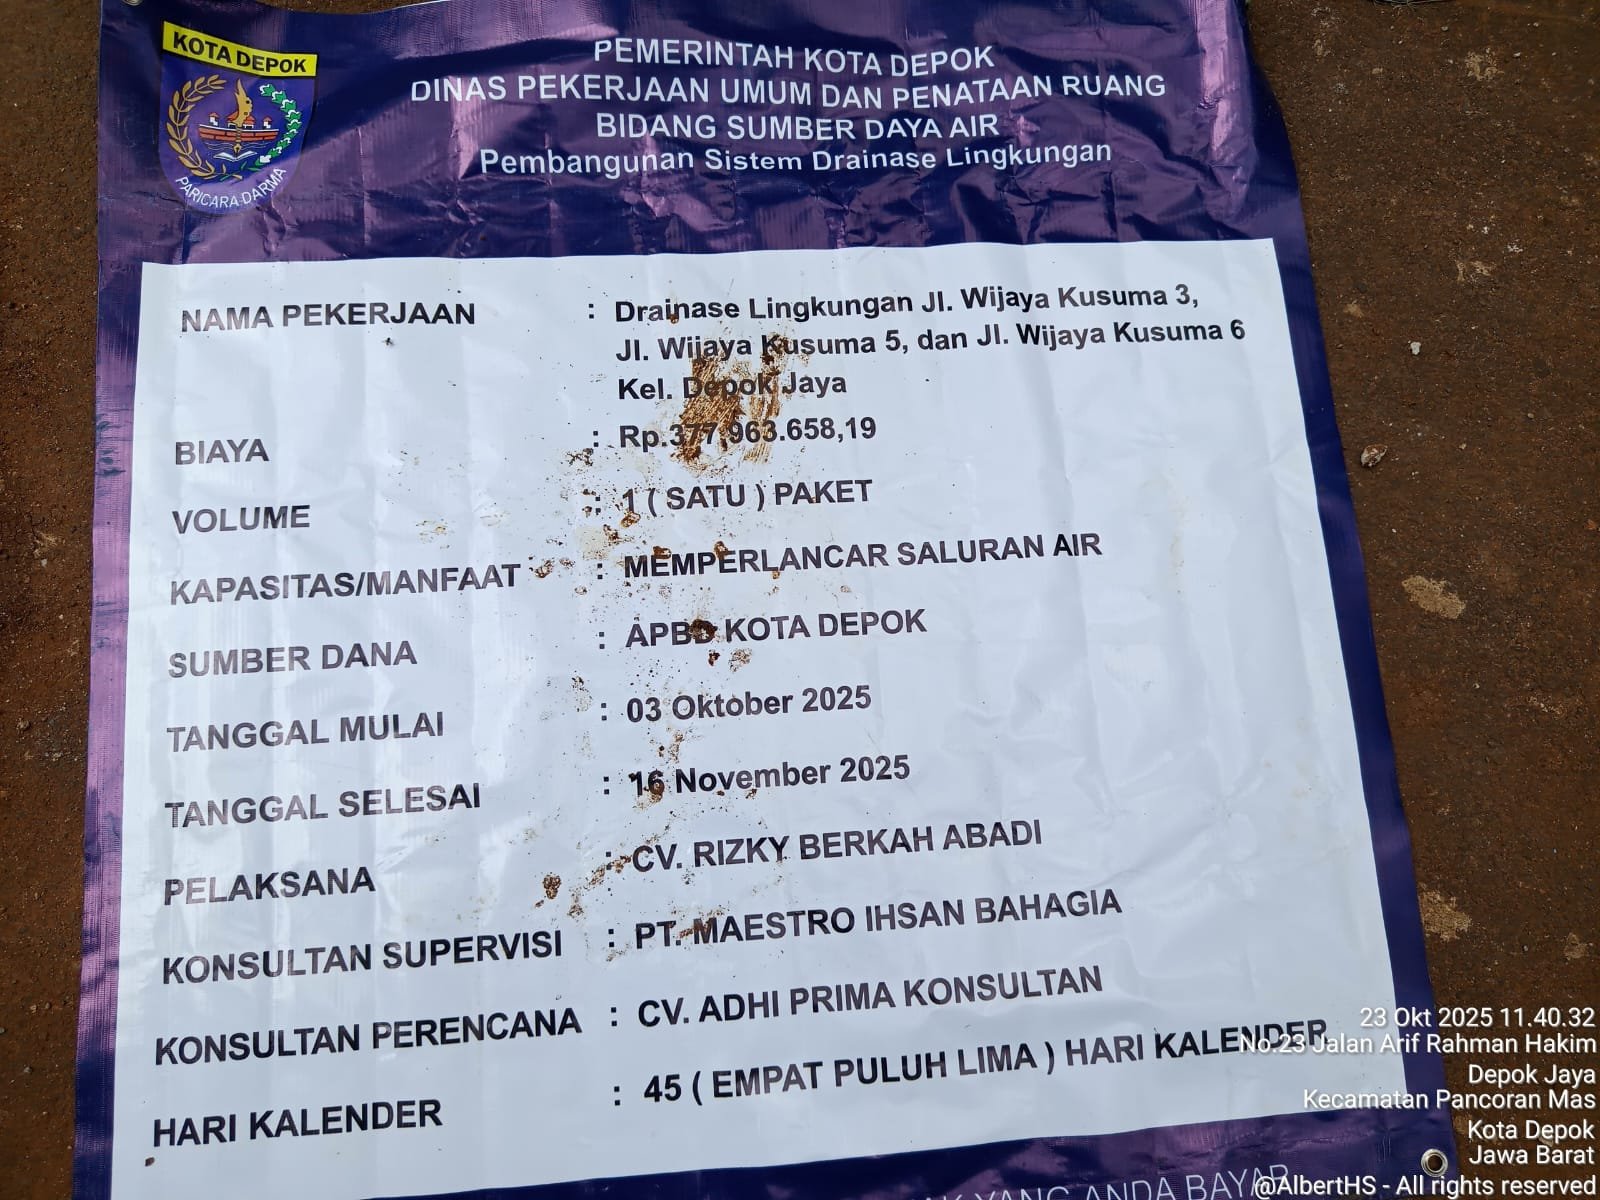 KOTA DEPOK
PARICARA DARMA
PEMERINTAH KOTA DEPOK
DINAS PEKERJAAN UMUM DAN PENATAAN RUANG
BIDANG SUMBER DAYA AIR
Pembangunan Sistem Drainase Lingkungan
NAMA PEKERJAAN : Drainase Lingkungan Jl. Wijaya Kusuma 3,
Jl. Wijaya Kusuma 5, dan Jl. Wijaya Kusuma 6
Kel. Depok Jaya
BIAYA : Rp.377.963.658,19
VOLUME : 1 ( SATU ) PAKET
KAPASITAS/MANFAAT : MEMPERLANCAR SALURAN AIR
SUMBER DANA : APBD KOTA DEPOK
TANGGAL MULAI : 03 Oktober 2025
TANGGAL SELESAI : 16 November 2025
PELAKSANA : CV. RIZKY BERKAH ABADI
KONSULTAN SUPERVISI : PT. MAESTRO IHSAN BAHAGIA
KONSULTAN PERENCANA : CV. ADHI PRIMA KONSULTAN
HARI KALENDER : 45 ( EMPAT PULUH LIMA ) HARI KALENDER
YANG ANDA BAYAR
23 Okt 2025 11.40.32
No.23 Jalan Arif Rahman Hakim
Depok Jaya
Kecamatan Pancoran Mas
Kota Depok
Jawa Barat
@AlbertHS - All rights reserved